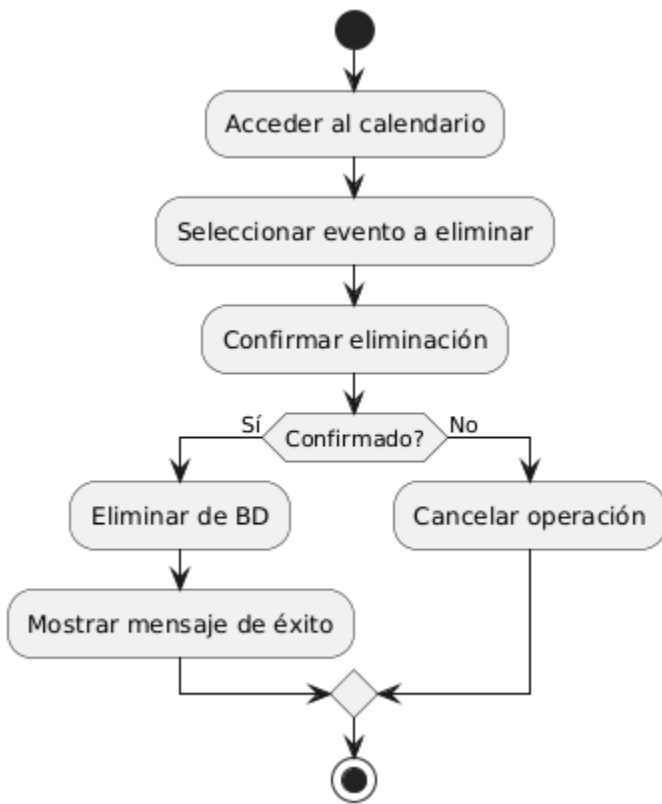 Acceder al calendario
Seleccionar evento a eliminar
Confirmar eliminación
Sí
Confirmado?
No
Eliminar de BD
Cancelar operación
Mostrar mensaje de éxito